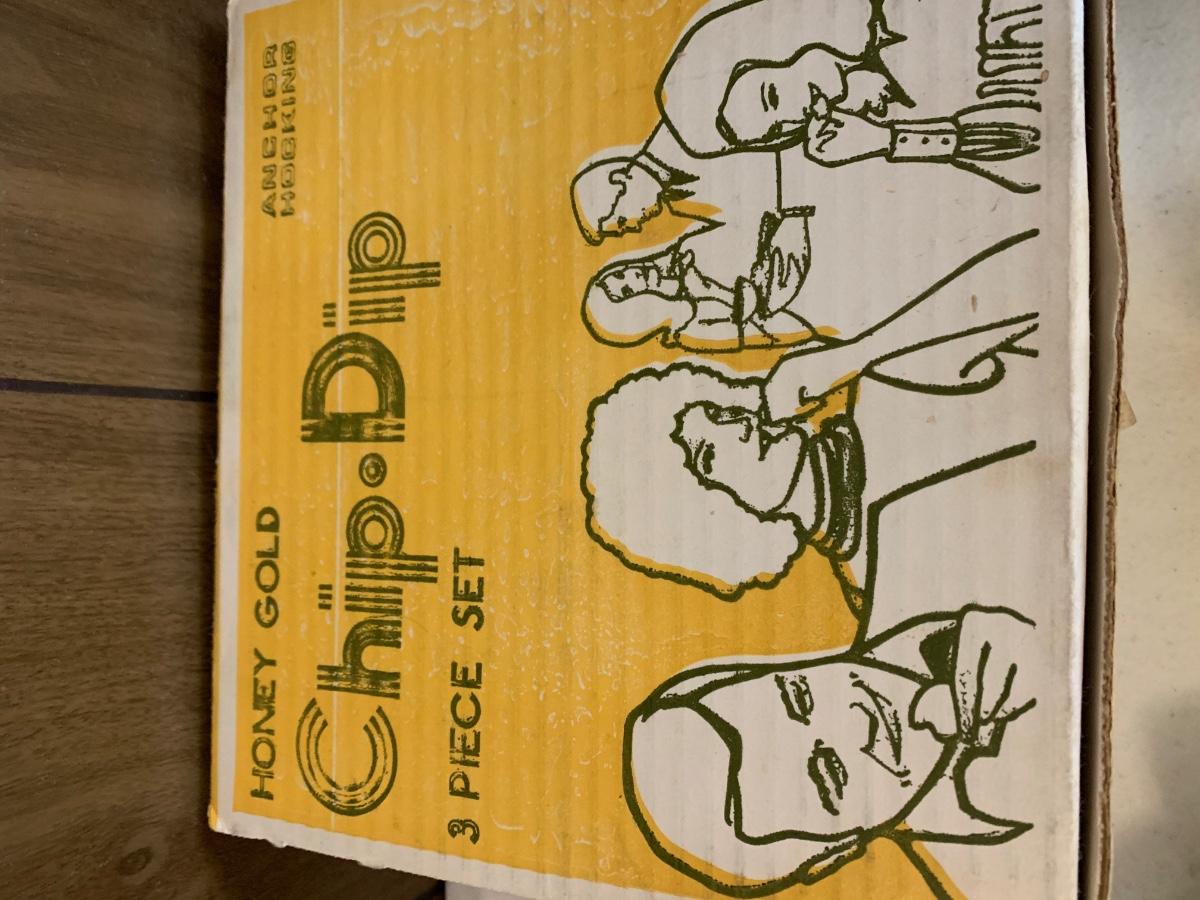 HONEY GOLD
ANCHOR
HOCKING
Chip • Dip
3 PIECE SET